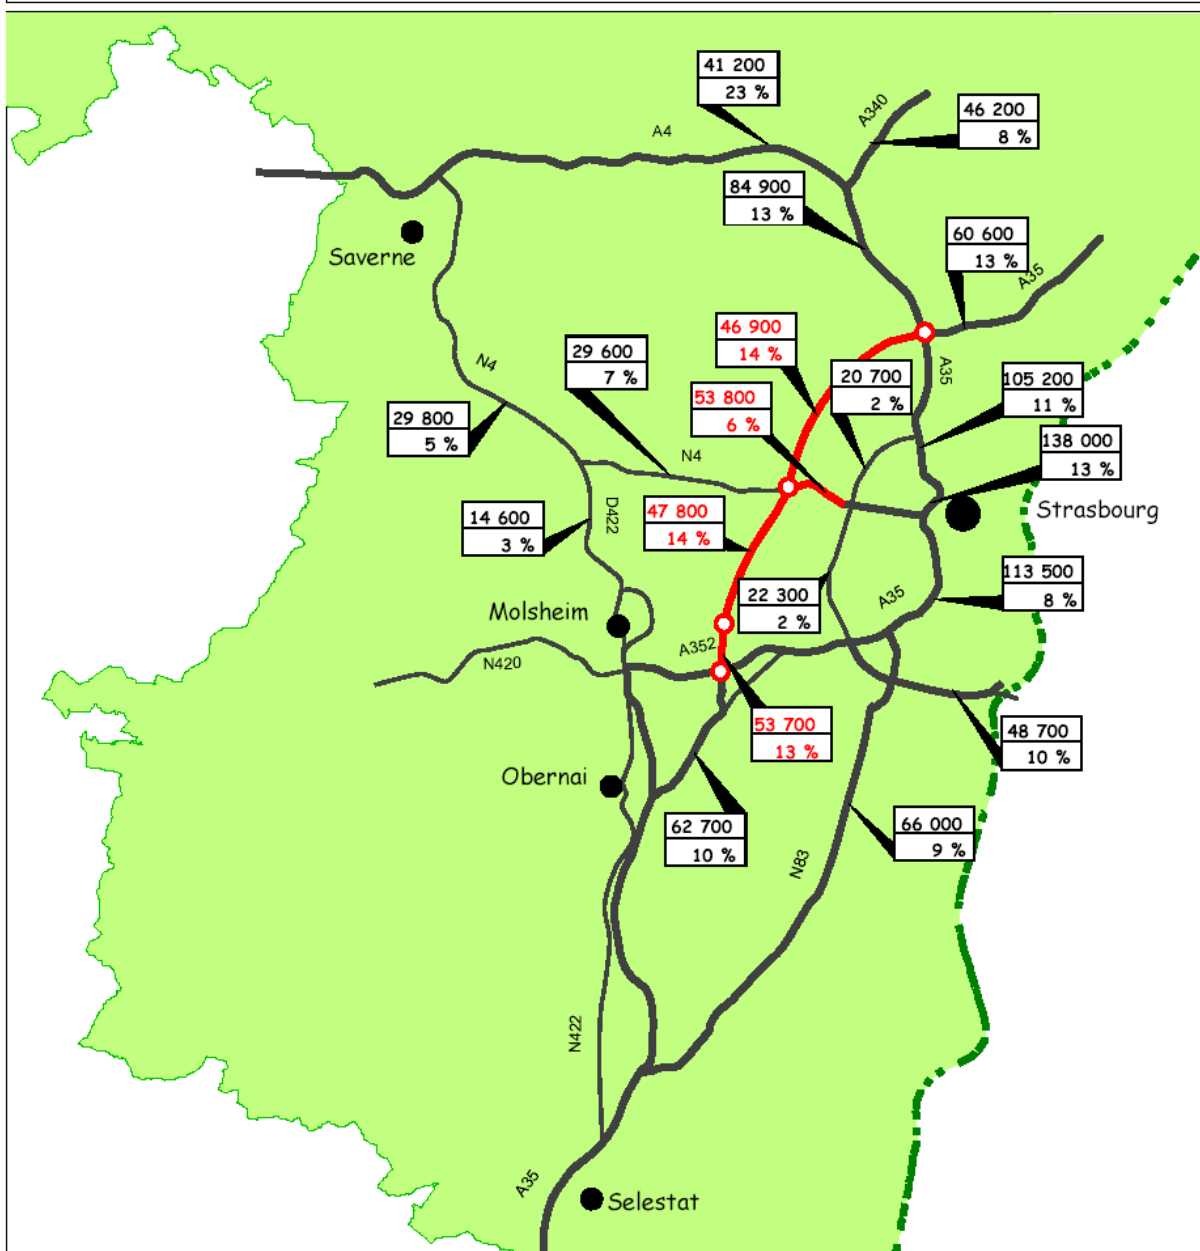 41 200
23 %
A340
46 200
8 %
A4
84 900
13 %
60 600
13 %
A35
Saverne
46 900
14 %
29 600
7 %
N4
20 700
2 %
A35
105 200
11 %
53 800
6 %
29 800
5 %
138 000
13 %
N4
14 600
3 %
D422
47 800
14 %
Strasbourg
22 300
2 %
A35
113 500
8 %
Molsheim
A352
N420
53 700
13 %
48 700
10 %
Obernai
62 700
10 %
66 000
9 %
N83
N422
A35
Selestat